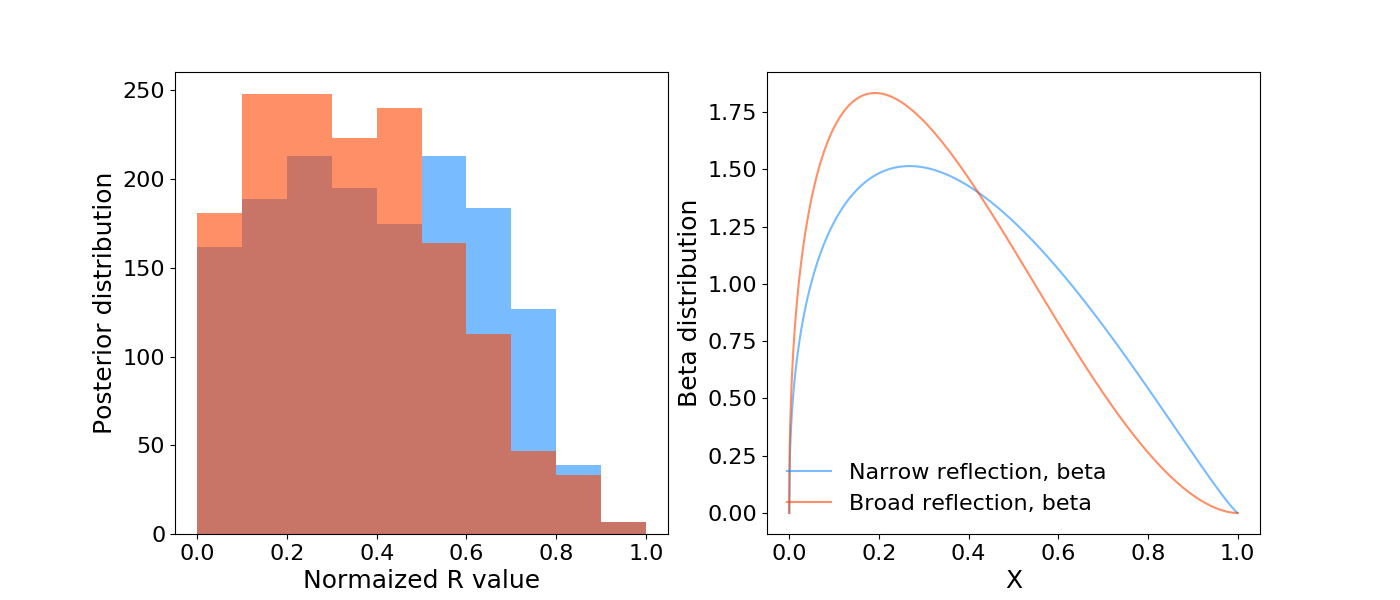 Posterior distribution
250
200
150
100
50
0
0.0 0.2 0.4 0.6 0.8 1.0
Normaized R value
Beta distribution
1.75
1.50
1.25
1.00
0.75
0.50
0.25
0.00
Narrow reflection, beta
Broad reflection, beta
0.0 0.2 0.4 0.6 0.8 1.0
X